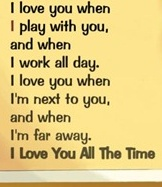 I love you when
I play with you,
and when
I work all day.
I love you when
I'm next to you,
and when
I'm far away.
I Love You All The Time